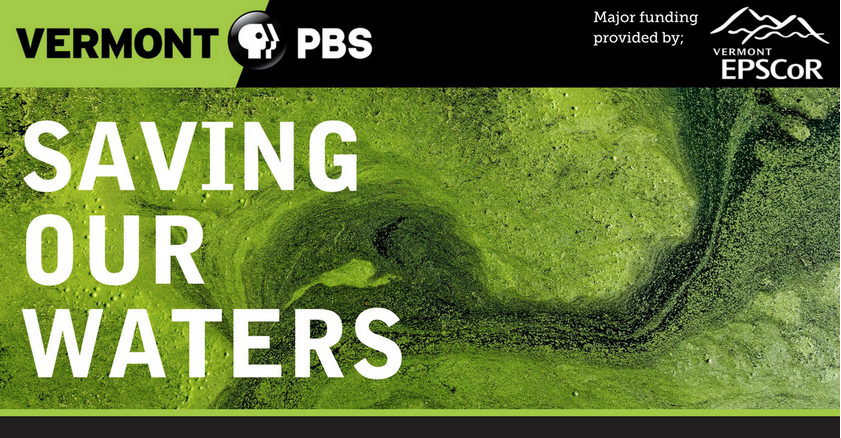 VERMONT PBS
Major funding
provided by;
VERMONT
EPSCoR
SAVING
OUR
WATERS